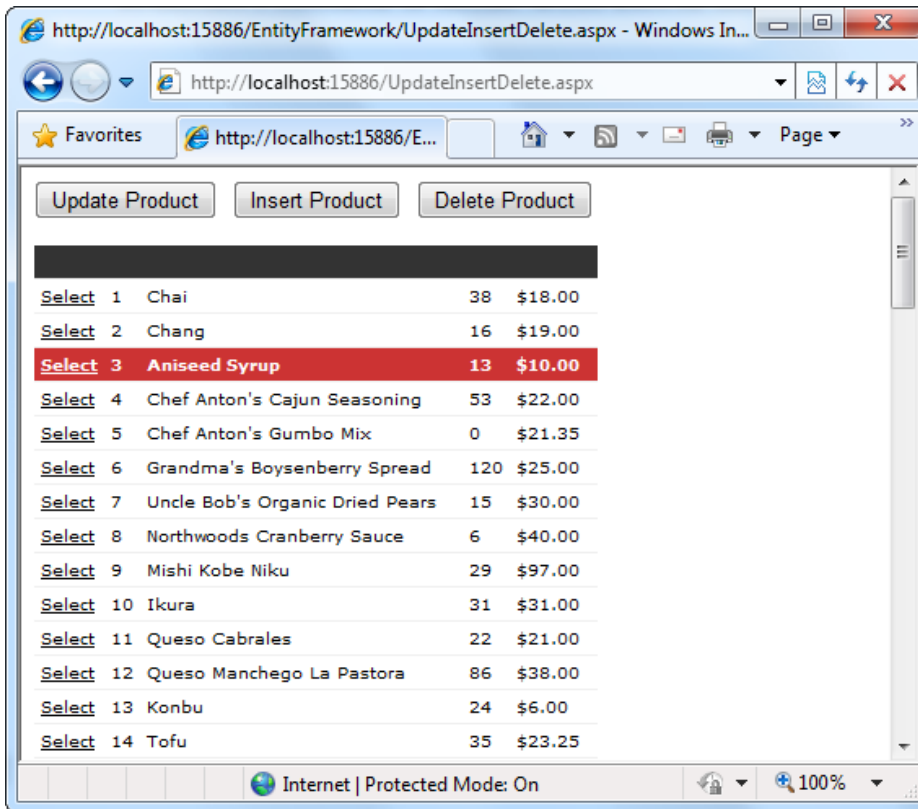 http://localhost:15886/EntityFramework/UpdateInsertDelete.aspx - Windows In...
http://localhost:15886/UpdateInsertDelete.aspx
Favorites http://localhost:15886/E... Page
Update Product Insert Product Delete Product
Select 1 Chai 38 $18.00
Select 2 Chang 16 $19.00
Select 3 Aniseed Syrup 13 $10.00
Select 4 Chef Anton's Cajun Seasoning 53 $22.00
Select 5 Chef Anton's Gumbo Mix 0 $21.35
Select 6 Grandma's Boysenberry Spread 120 $25.00
Select 7 Uncle Bob's Organic Dried Pears 15 $30.00
Select 8 Northwoods Cranberry Sauce 6 $40.00
Select 9 Mishi Kobe Niku 29 $97.00
Select 10 Ikura 31 $31.00
Select 11 Queso Cabrales 22 $21.00
Select 12 Queso Manchego La Pastora 86 $38.00
Select 13 Konbu 24 $6.00
Select 14 Tofu 35 $23.25
Internet | Protected Mode: On 100%